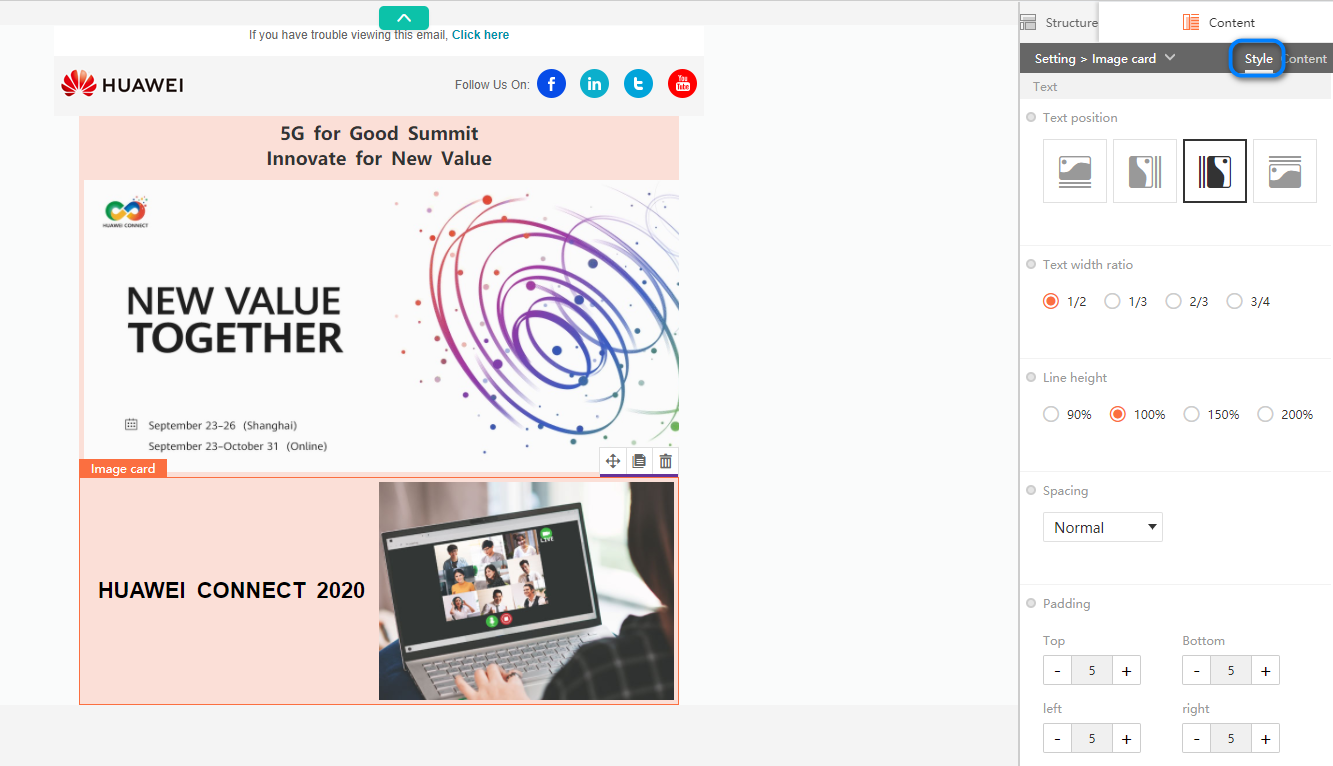 If you have trouble viewing this email, Click here
HUAWEI
Follow Us On:
You Tube
5G for Good Summit
Innovate for New Value
HUAWEI CONNECT
NEW VALUE
TOGETHER
September 23–26 (Shanghai)
September 23–October 31 (Online)
Image card
HUAWEI CONNECT 2020
LIVE
Structure
Content
Setting > Image card
Style
Content
Text
Text position
Text width ratio
1/2 1/3 2/3 3/4
Line height
90% 100% 150% 200%
Spacing
Normal
Padding
Top Bottom
- 5 + - 5 +
left right
- 5 + - 5 +